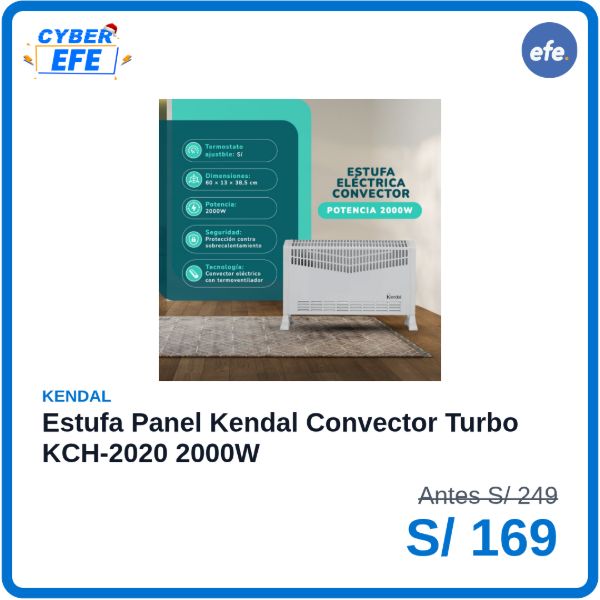 CYBER
EFE
efe.
Termostato
ajustble: Sí
Dimensiones:
60 × 13 × 38,5 cm
Potencia:
2000W
Seguridad:
Protección contra
sobrecalentamiento
Tecnología:
Convector eléctrico
con termoventilador
ESTUFA
ELÉCTRICA
CONVECTOR
POTENCIA 2000W
Kendal
KENDAL
Estufa Panel Kendal Convector Turbo
KCH-2020 2000W
Antes S/ 249
S/ 169